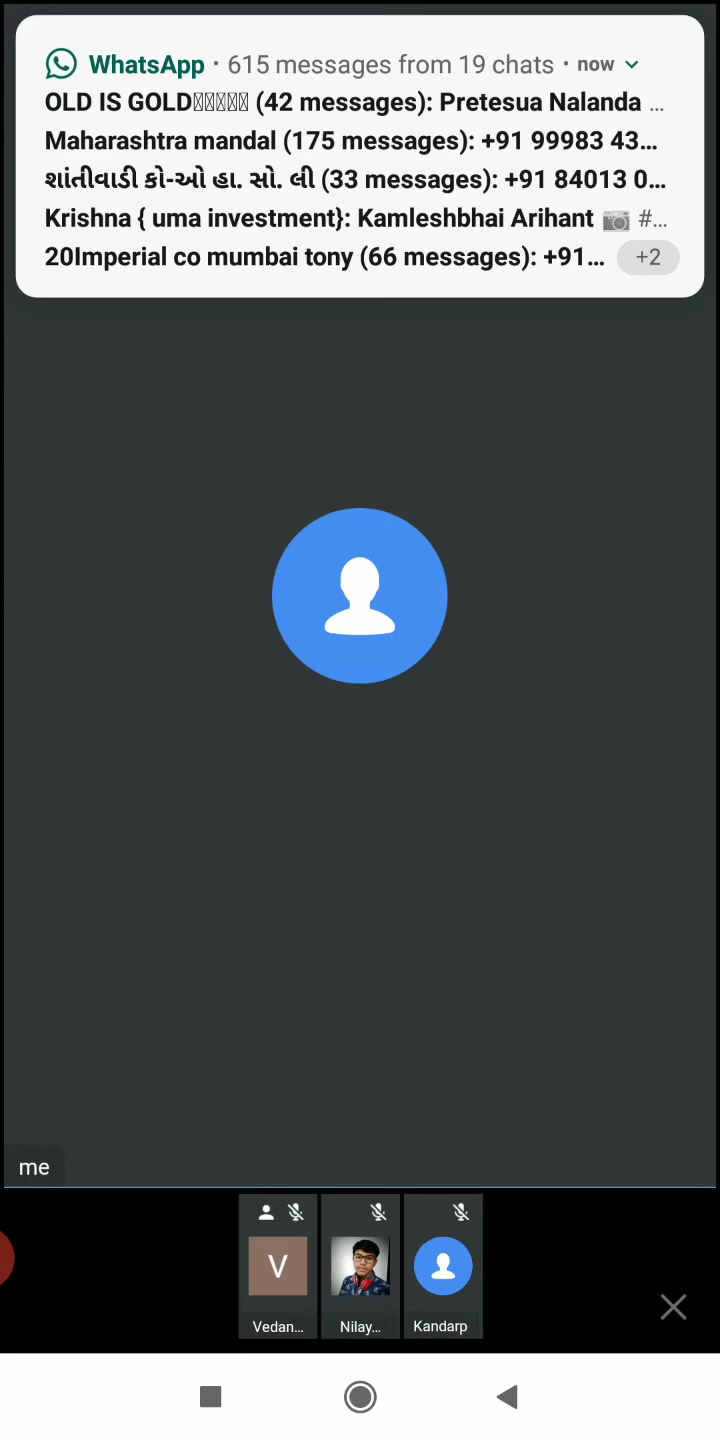 WhatsApp · 615 messages from 19 chats · now
OLD IS GOLD (42 messages): Pretesua Nalanda ...
Maharashtra mandal (175 messages): +91 99983 43...
શાંતીવાડી કો-ઓ હા. સો. લી (33 messages): +91 84013 0...
Krishna { uma investment}: Kamleshbhai Arihant 📷 #...
20Imperial co mumbai tony (66 messages): +91... +2
me
V
Vedan... Nilay... Kandarp